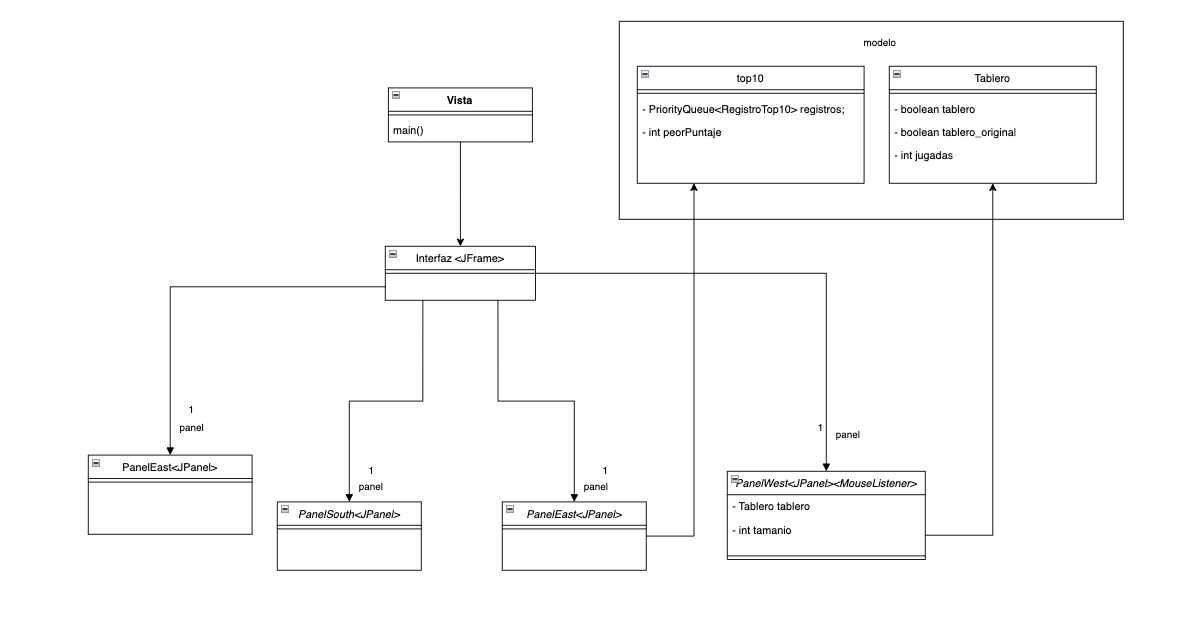 modelo
top10
- PriorityQueue<RegistroTop10> registros;
- int peorPuntaje
Tablero
- boolean tablero
- boolean tablero_original
- int jugadas
Vista
main()
Interfaz <JFrame>
1
panel
PanelEast<JPanel>
1
panel
PanelSouth<JPanel>
1
panel
PanelEast<JPanel>
1
panel
PanelWest<JPanel><MouseListener>
- Tablero tablero
- int tamanio